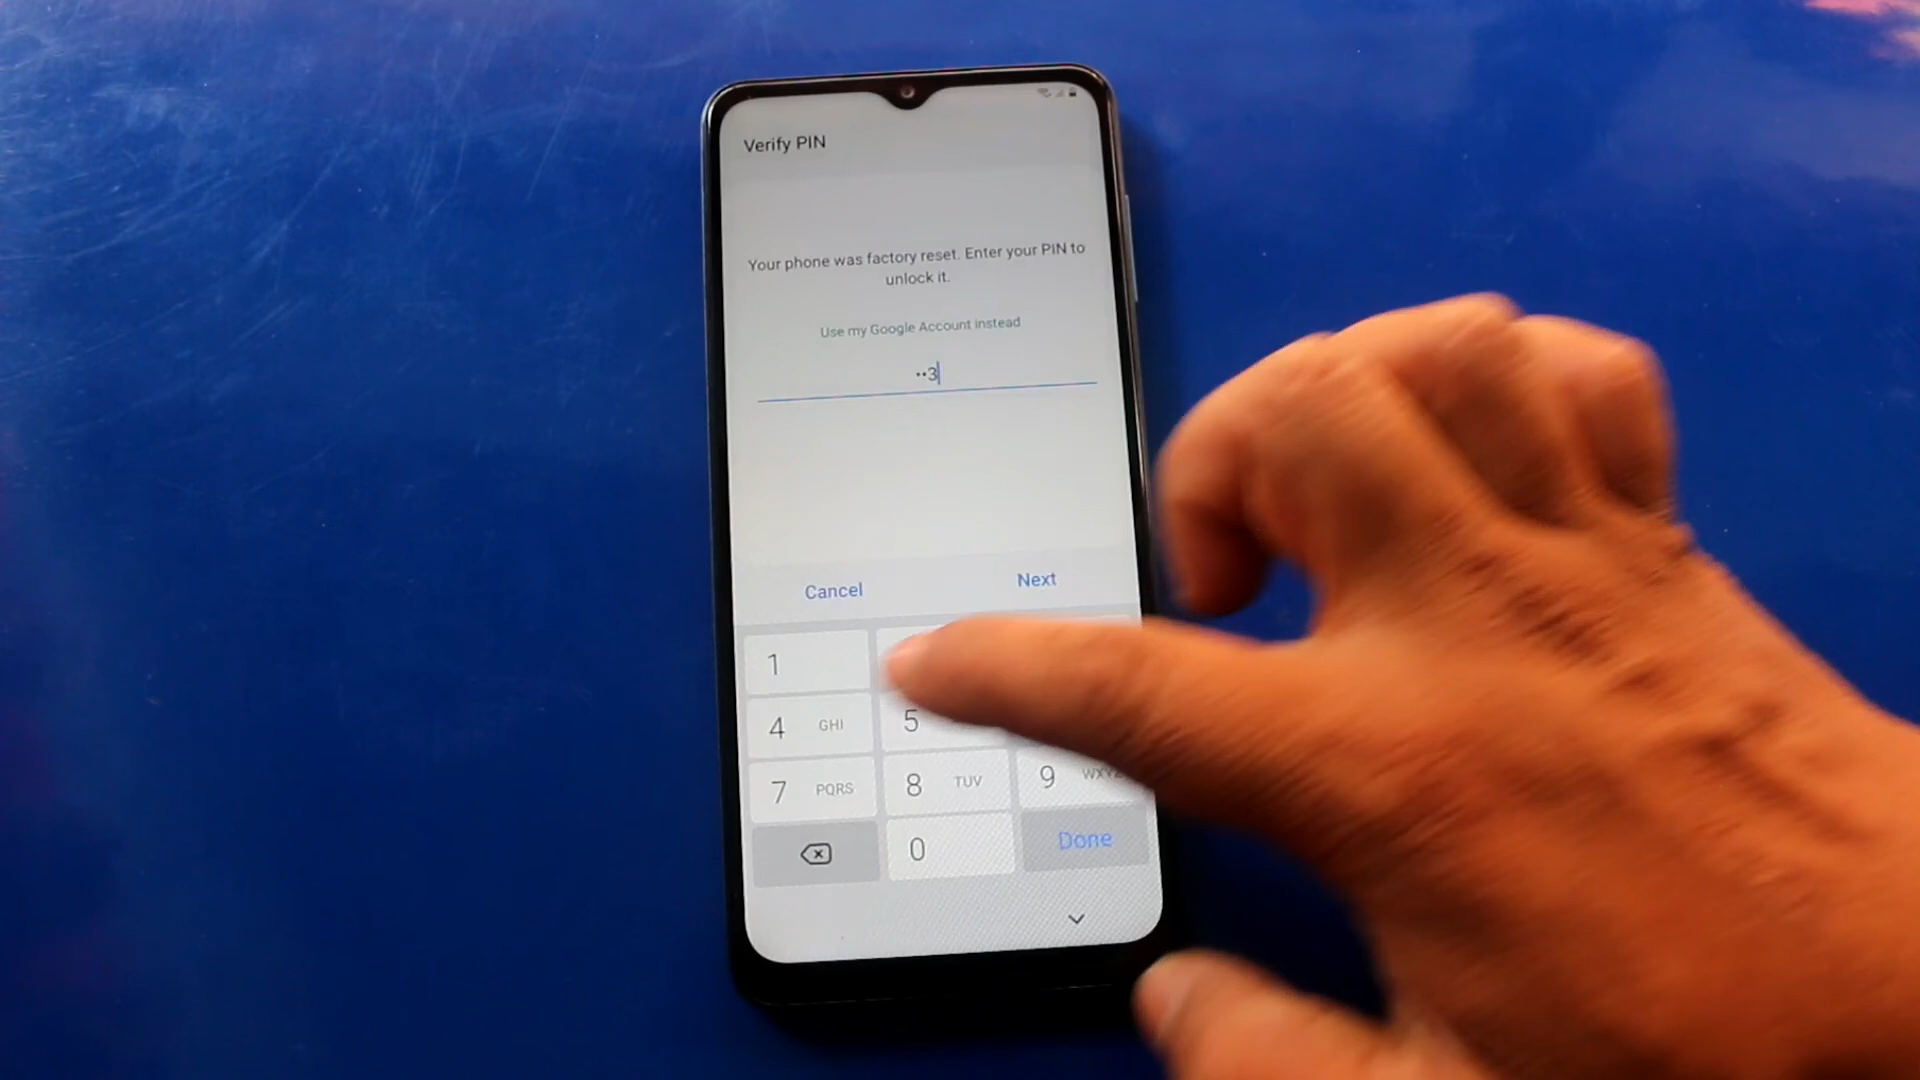 Verify PIN
Your phone was factory reset. Enter your PIN to
unlock it.
Use my Google Account instead
••3
Cancel Next
1
4 GHI 5
7 PQRS 8 TUV 9 WXYZ
0 Done